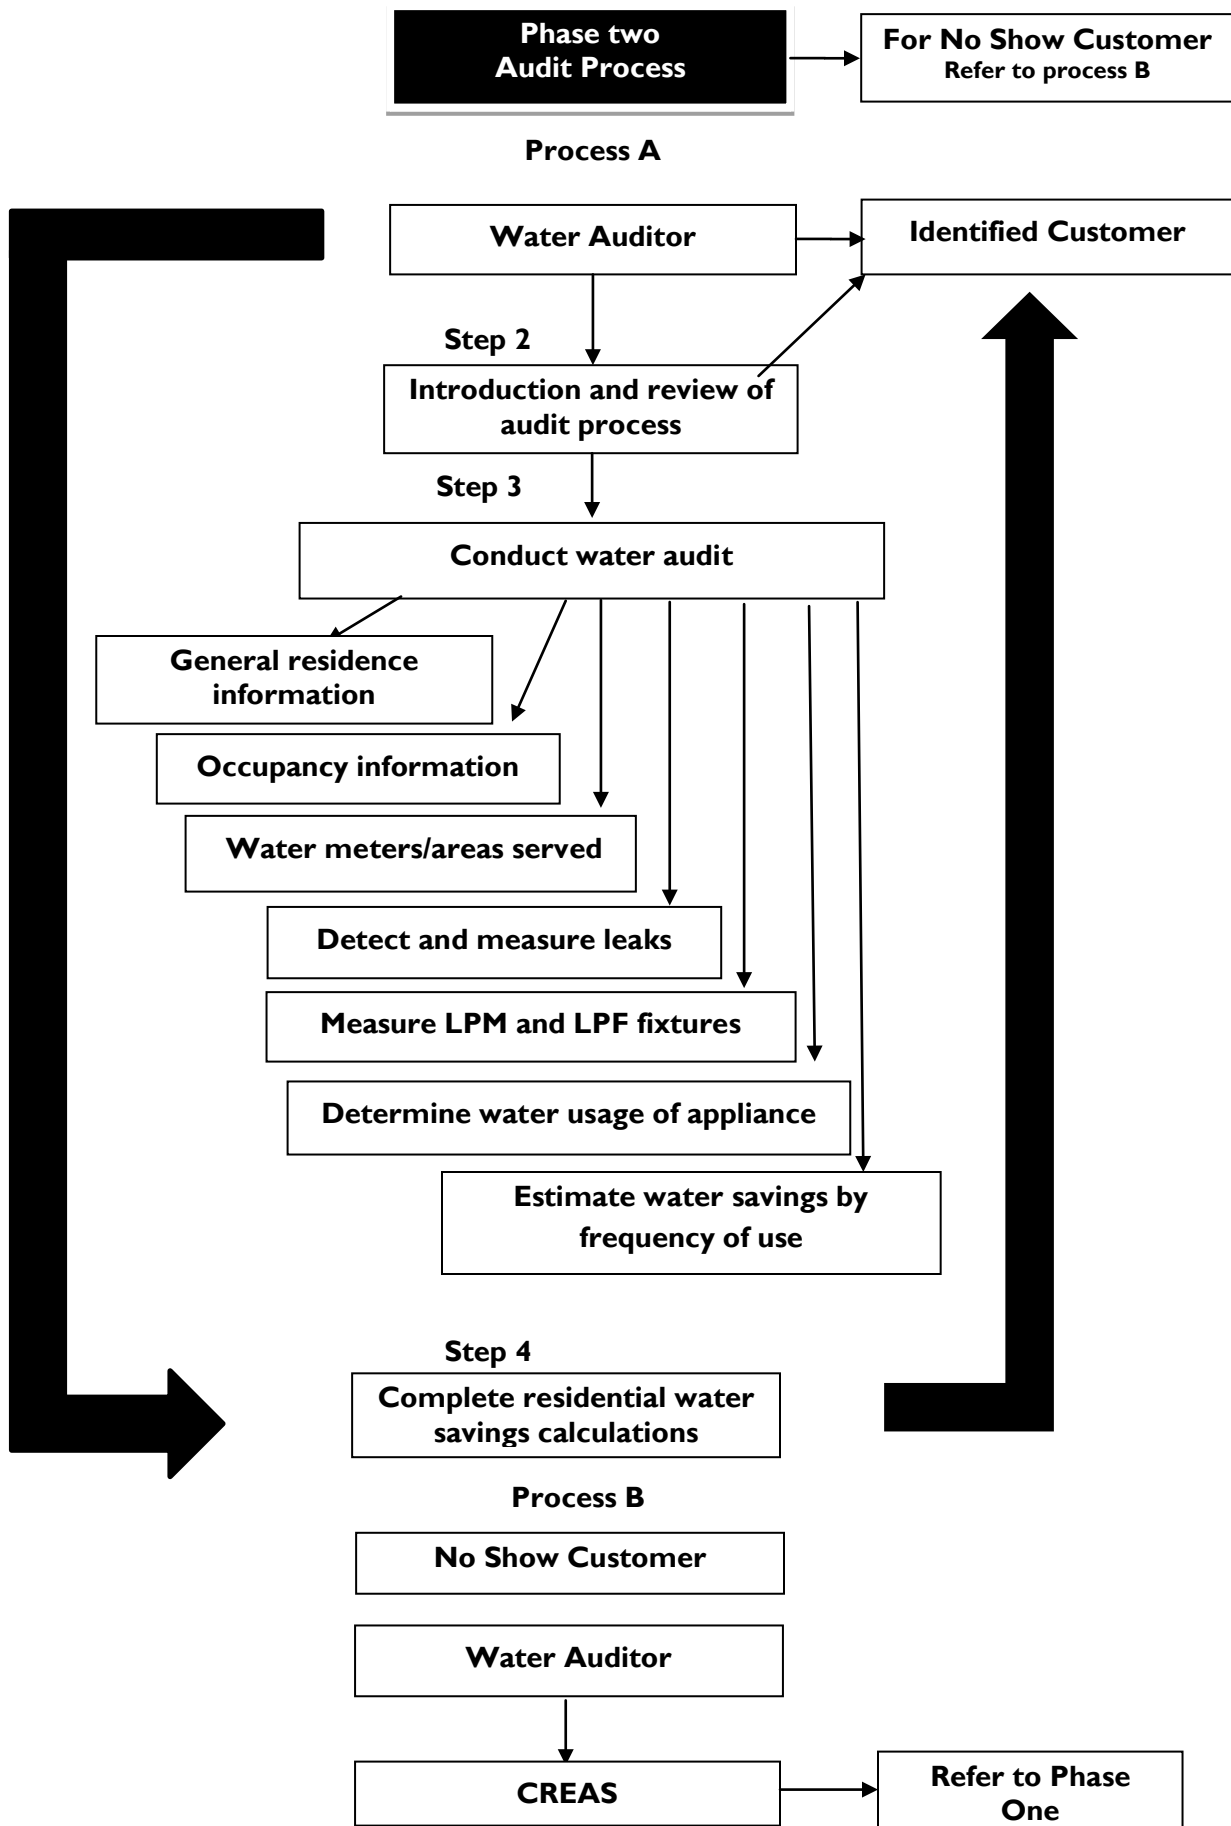 Phase two
Audit Process
For No Show Customer
Refer to process B
Process A
Water Auditor
Identified Customer
Step 2
Introduction and review of
audit process
Step 3
Conduct water audit
General residence
information
Occupancy information
Water meters/areas served
Detect and measure leaks
Measure LPM and LPF fixtures
Determine water usage of appliance
Estimate water savings by
frequency of use
Step 4
Complete residential water
savings calculations
Process B
No Show Customer
Water Auditor
CREAS
Refer to Phase
One